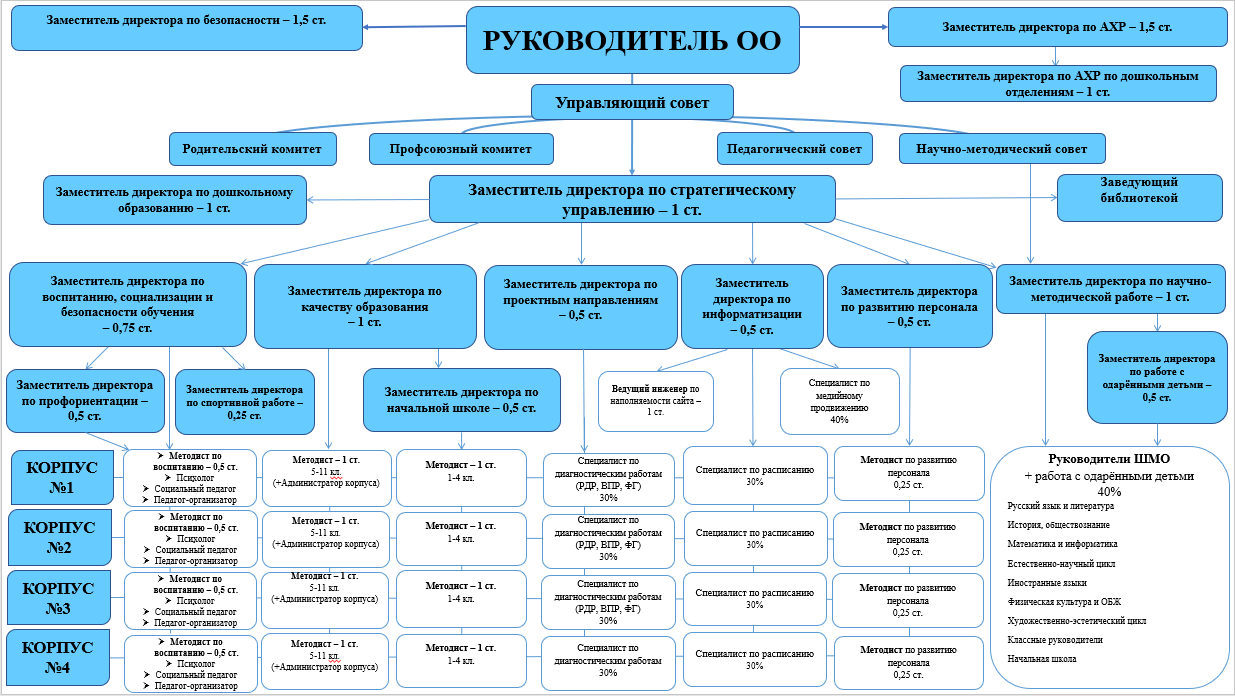 Заместитель директора по безопасности – 1,5 ст.
РУКОВОДИТЕЛЬ ОО
Заместитель директора по АХР – 1,5 ст.
Заместитель директора по АХР по дошкольным
отделениям – 1 ст.
Управляющий совет
Родительский комитет
Профсоюзный комитет
Педагогический совет
Научно-методический совет
Заместитель директора по дошкольному
образованию – 1 ст.
Заместитель директора по стратегическому
управлению – 1 ст.
Заведующий
библиотекой
Заместитель директора по
воспитанию, социализации и
безопасности обучения
– 0,75 ст.
Заместитель директора по
качеству образования
– 1 ст.
Заместитель директора по
проектным направлениям
– 0,5 ст.
Заместитель
директора по
информатизации
– 0,5 ст.
Заместитель директора
по развитию персонала
– 0,5 ст.
Заместитель директора по научно-
методической работе – 1 ст.
Заместитель директора
по профориентации –
0,5 ст.
Заместитель директора
по спортивной работе –
0,25 ст.
Заместитель директора по
начальной школе – 0,5 ст.
Ведущий инженер по
наполняемости сайта –
1 ст.
Специалист по
медийному
продвижению
40%
Заместитель директора
по работе с
одарёнными детьми –
0,5 ст.
КОРПУС
№1
Методист по
воспитанию – 0,5 ст.
Психолог
Социальный педагог
Педагог-организатор
Методист – 1 ст.
5-11 кл.
(+Администратор корпуса)
Методист – 1 ст.
1-4 кл.
Специалист по
диагностическим работам
(РДР, ВПР, ФГ)
30%
Специалист по расписанию
30%
Методист по развитию
персонала
0,25 ст.
КОРПУС
№2
Методист по
воспитанию – 0,5 ст.
Психолог
Социальный педагог
Педагог-организатор
Методист – 1 ст.
5-11 кл.
(+Администратор корпуса)
Методист – 1 ст.
1-4 кл.
Специалист по
диагностическим работам
(РДР, ВПР, ФГ)
30%
Специалист по расписанию
30%
Методист по развитию
персонала
0,25 ст.
КОРПУС
№3
Методист по
воспитанию – 0,5 ст.
Психолог
Социальный педагог
Педагог-организатор
Методист – 1 ст.
5-11 кл.
(+Администратор корпуса)
Методист – 1 ст.
1-4 кл.
Специалист по
диагностическим работам
(РДР, ВПР, ФГ)
30%
Специалист по расписанию
30%
Методист по развитию
персонала
0,25 ст.
КОРПУС
№4
Методист по
воспитанию – 0,5 ст.
Психолог
Социальный педагог
Педагог-организатор
Методист – 1 ст.
5-11 кл.
(+Администратор корпуса)
Методист – 1 ст.
1-4 кл.
Специалист по
диагностическим работам
(РДР, ВПР, ФГ)
30%
Специалист по расписанию
30%
Методист по развитию
персонала
0,25 ст.
Руководители ШМО
+ работа с одарёнными детьми
40%
Русский язык и литература
История, обществознание
Математика и информатика
Естественно-научный цикл
Иностранные языки
Физическая культура и ОБЖ
Художественно-эстетический цикл
Классные руководители
Начальная школа